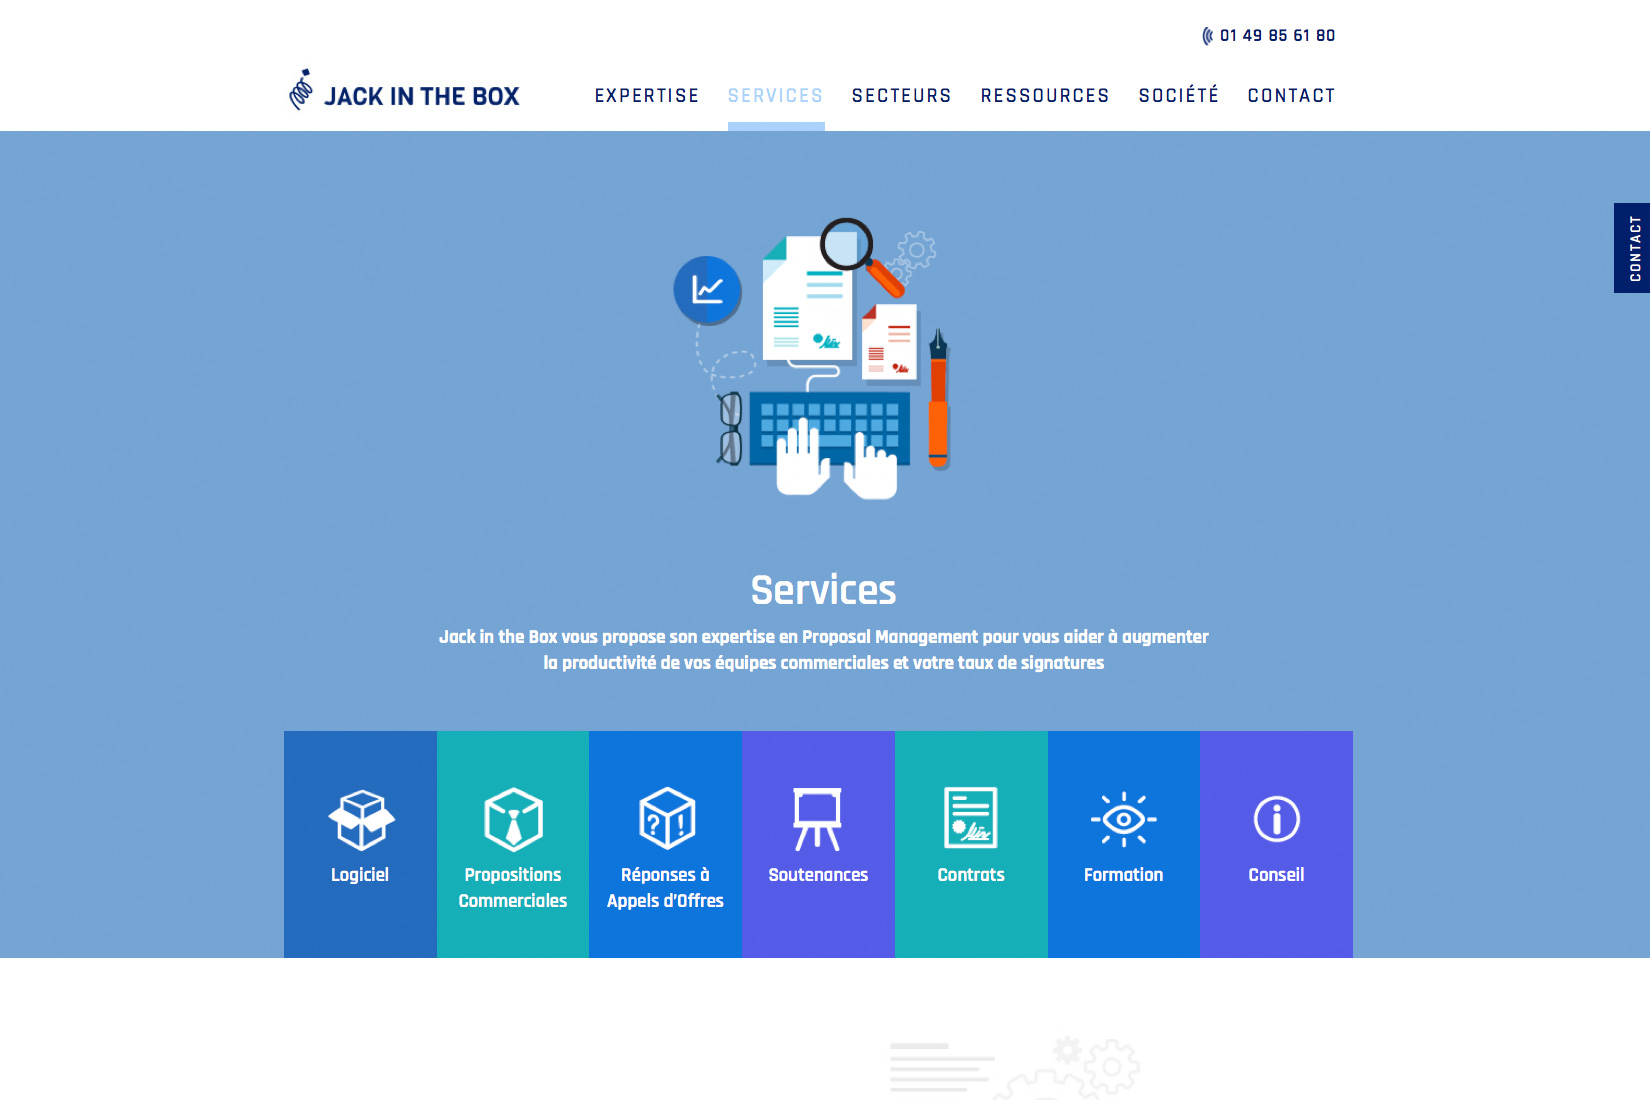 01 49 85 61 80
JACK IN THE BOX
EXPERTISE SERVICES SECTEURS RESSOURCES SOCIÉTÉ CONTACT
CONTACT
Services
Jack in the Box vous propose son expertise en Proposal Management pour vous aider à augmenter
la productivité de vos équipes commerciales et votre taux de signatures
Logiciel
Propositions
Commerciales
Réponses à
Appels d'Offres
Soutenances
Contrats
Formation
Conseil